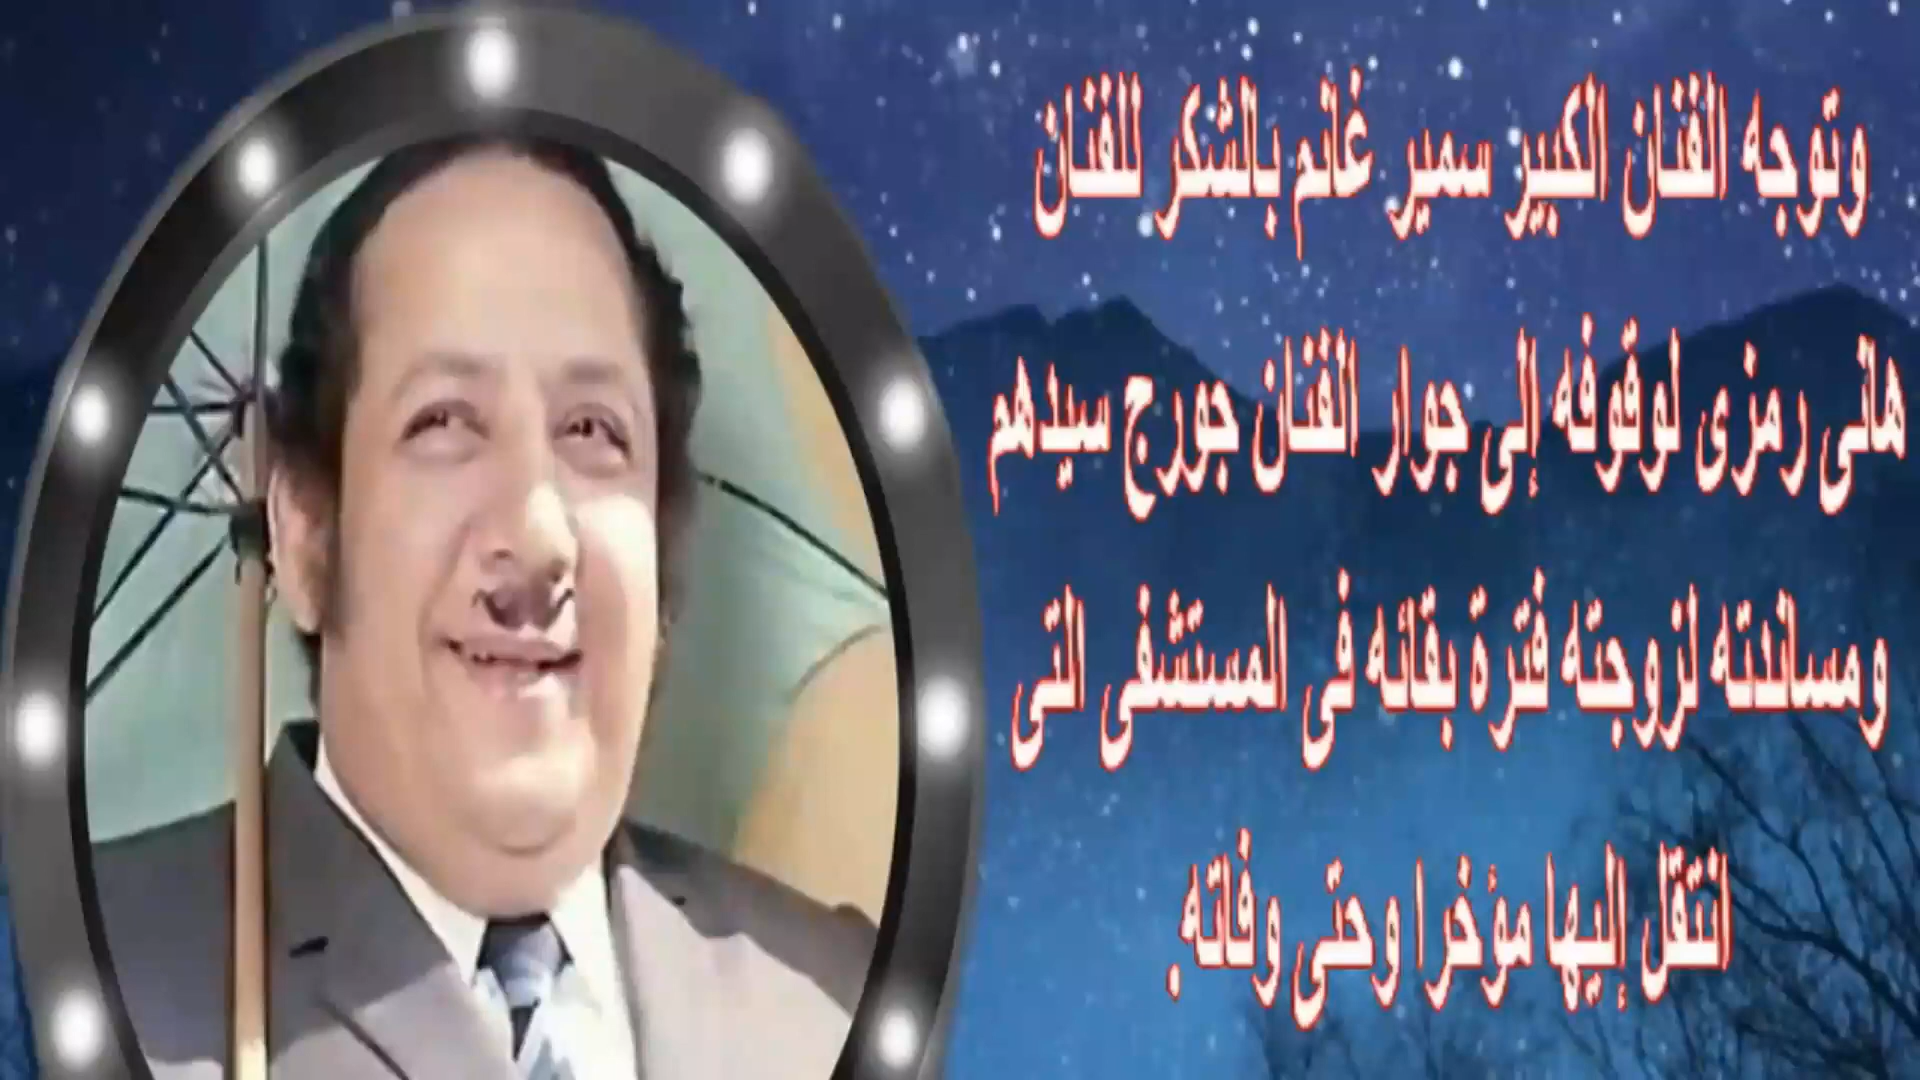 وتوجه الفنان الكبير سمير غانم بالشكر للفنان
هانى رمزى لوقوفه إلى جوار الفنان جورج سيدهم
ومساندته لزوجته فترة بقائه فى المستشفى التى
انتقل إليها مؤخرا وحتى وفاته.